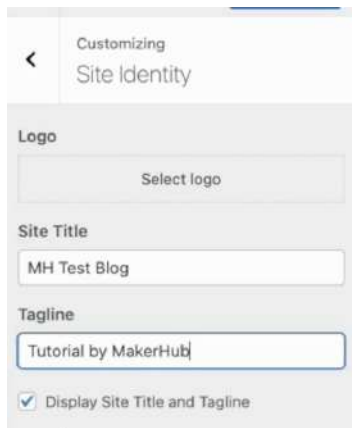 Customizing
Site Identity
Logo
Select logo
Site Title
MH Test Blog
Tagline
Tutorial by MakerHub
Display Site Title and Tagline